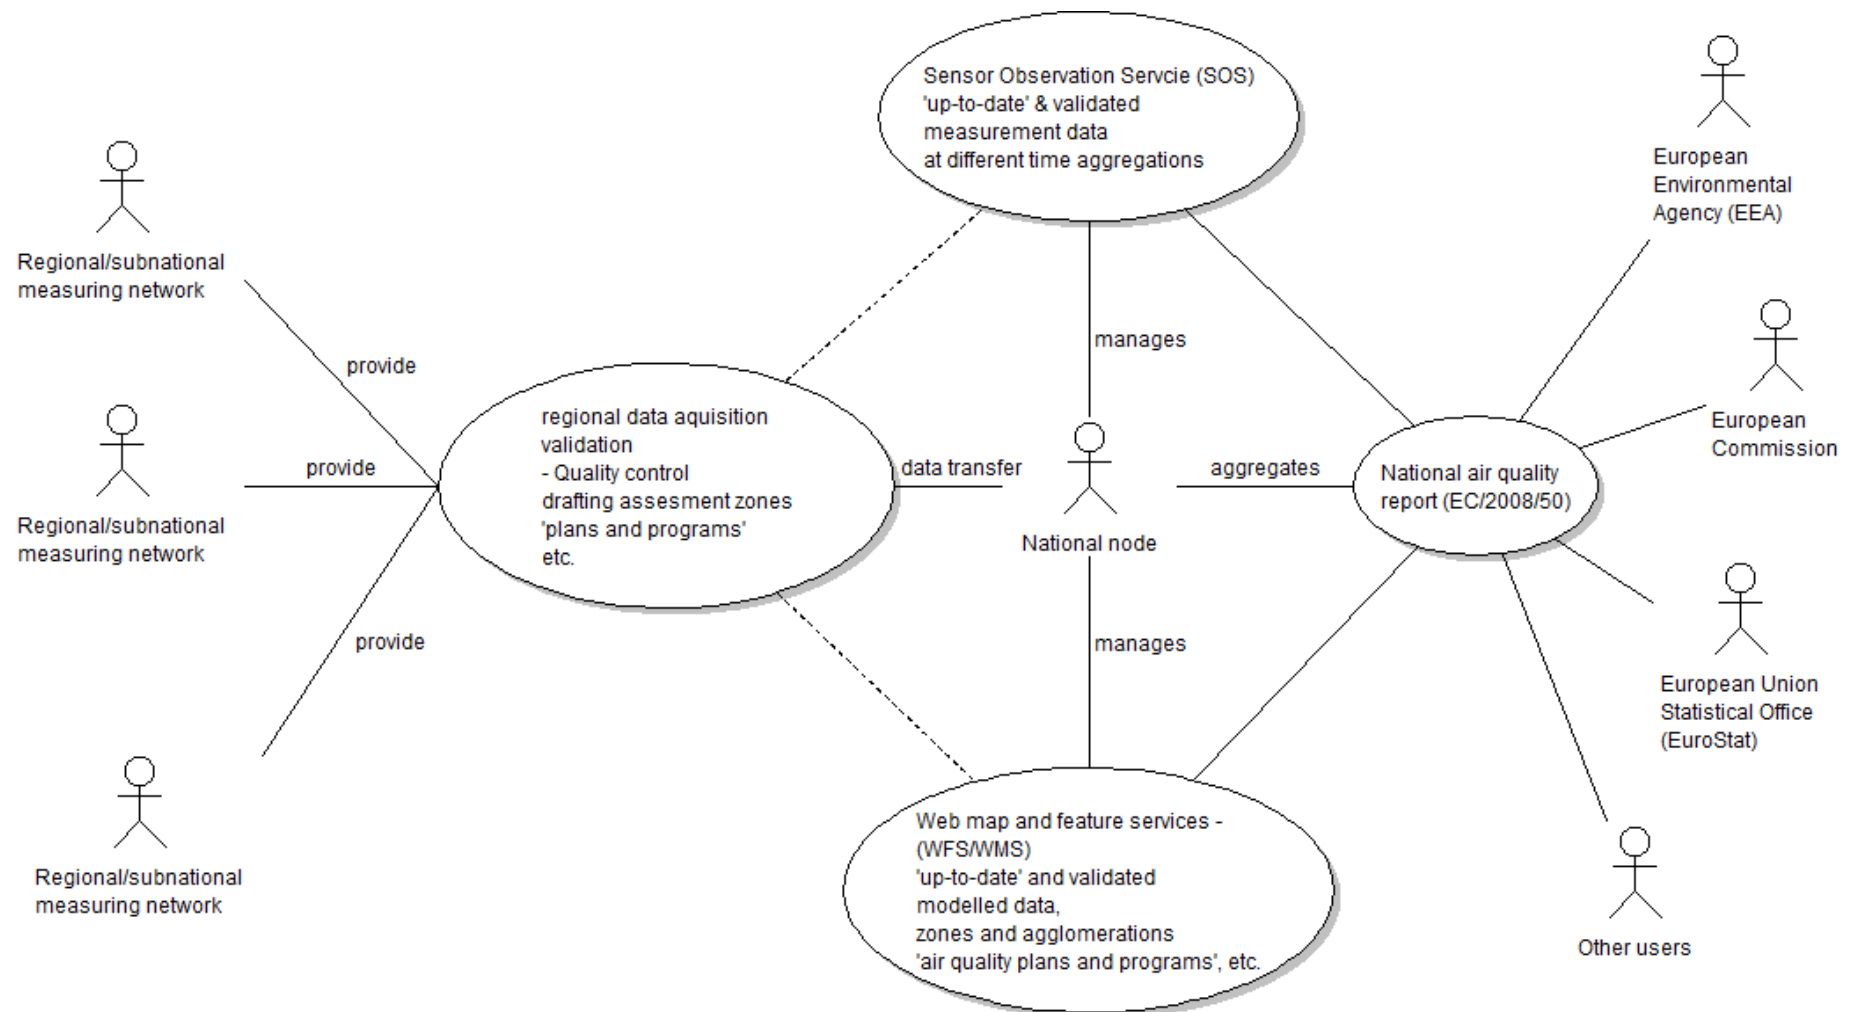 Sensor Observation Servcie (SOS)
'up-to-date' & validated
measurement data
at different time aggregations
European
Environmental
Agency (EEA)
Regional/subnational
measuring network
manages
provide
European
Commission
regional data aquisition
validation
- Quality control
drafting assesment zones
'plans and programs'
etc.
provide
data transfer
aggregates
National air quality
report (EC/2008/50)
Regional/subnational
measuring network
National node
provide
manages
European Union
Statistical Office
(EuroStat)
Web map and feature services -
(WFS/WMS)
'up-to-date' and validated
modelled data,
zones and agglomerations
'air quality plans and programs', etc.
Regional/subnational
measuring network
Other users